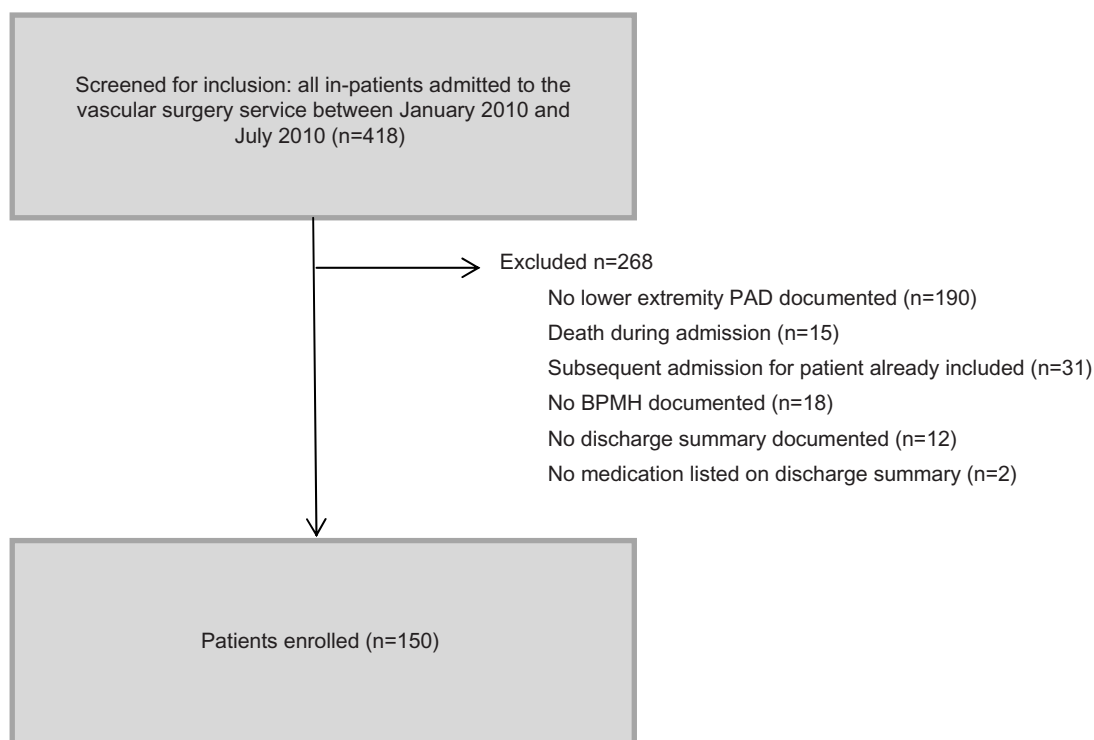 Screened for inclusion: all in-patients admitted to the
vascular surgery service between January 2010 and
July 2010 (n=418)
Excluded n=268
No lower extremity PAD documented (n=190)
Death during admission (n=15)
Subsequent admission for patient already included (n=31)
No BPMH documented (n=18)
No discharge summary documented (n=12)
No medication listed on discharge summary (n=2)
Patients enrolled (n=150)